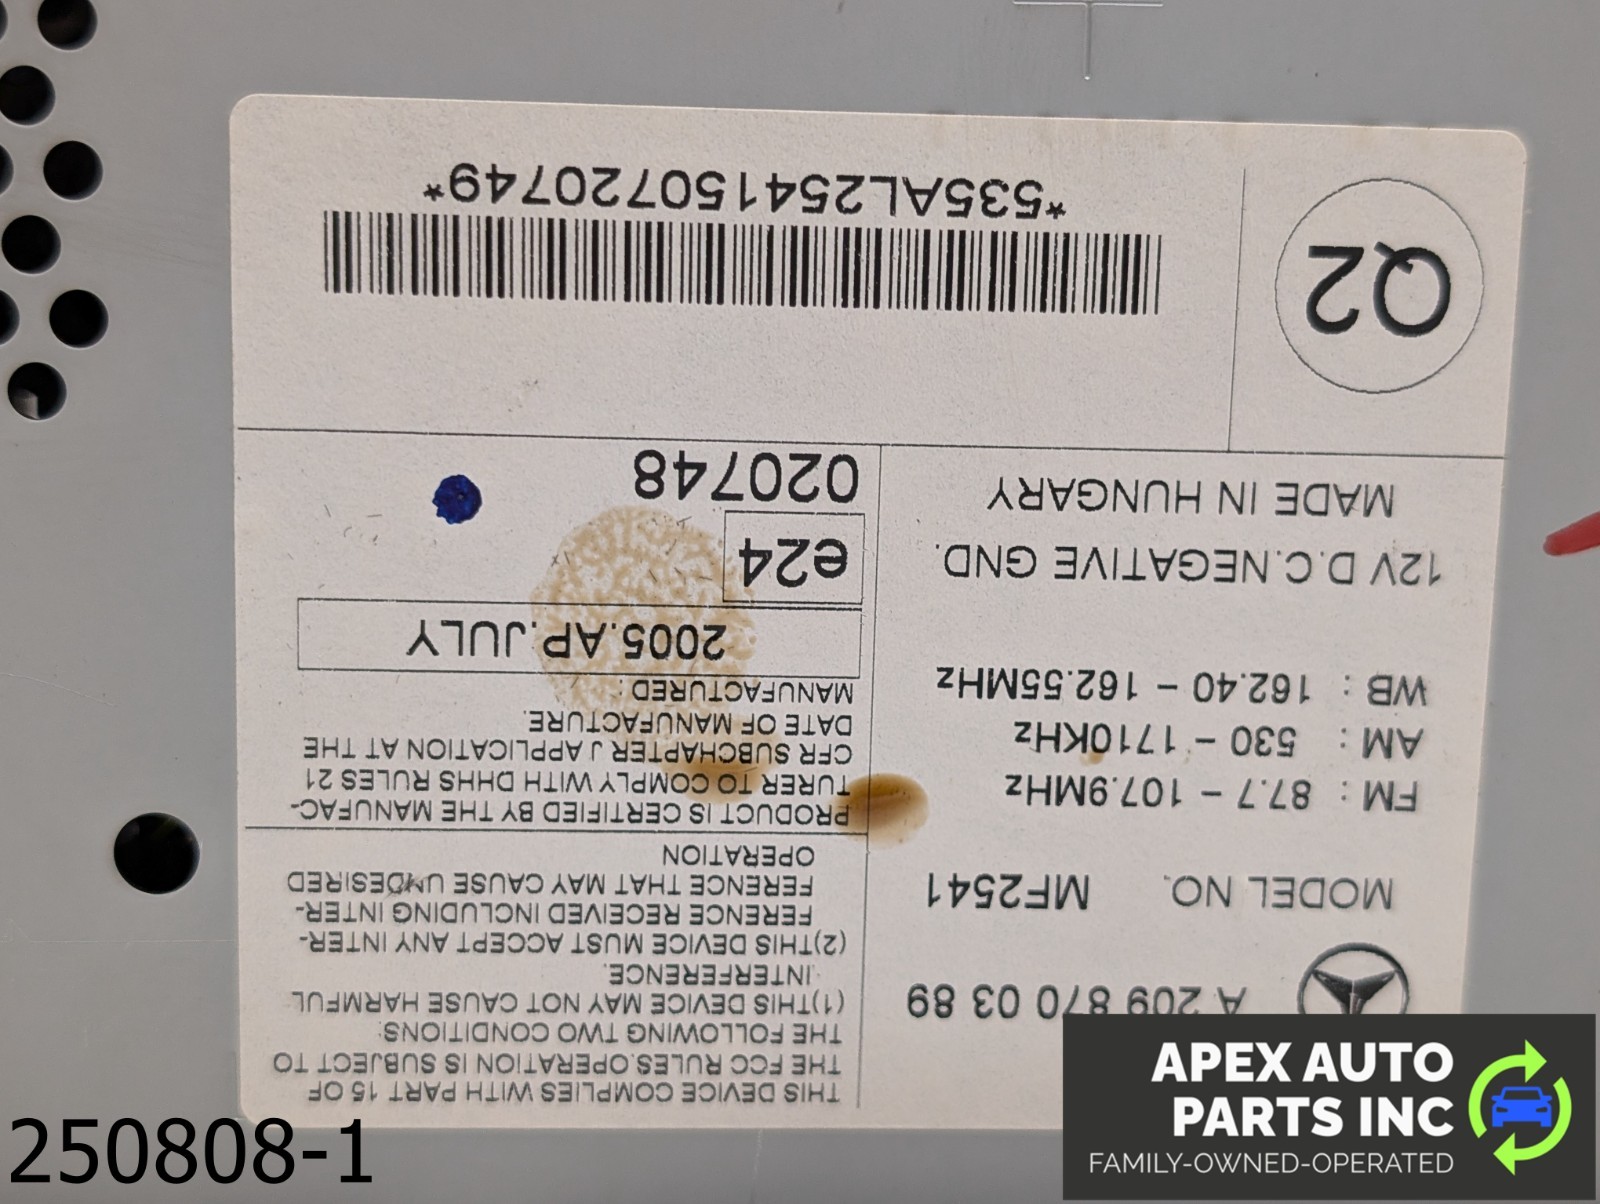 THIS DEVICE COMPLIES WITH PART 15 OF
THE FCC RULES.OPERATION IS SUBJECT TO
THE FOLLOWING TWO CONDITIONS:
(1)THIS DEVICE MAY NOT CAUSE HARMFUL
INTERFERENCE.
(2)THIS DEVICE MUST ACCEPT ANY INTER-
FERENCE RECEIVED INCLUDING INTER-
FERENCE THAT MAY CAUSE UNDESIRED
OPERATION
A 209 870 03 89
MODEL NO. MF2541
FM : 87.7 – 107.9MHz
AM : 530 – 1710KHz
WB : 162.40 – 162.55MHz
12V D.C.NEGATIVE GND.
MADE IN HUNGARY
PRODUCT IS CERTIFIED BY THE MANUFAC-
TURER TO COMPLY WITH DHHS RULES 21
CFR SUBCHAPTER J APPLICATION AT THE
DATE OF MANUFACTURE.
MANUFACTURED :
2005.AP.JULY
e24
020748
Q2
*535AL254150720749*
250808-1
APEX AUTO
PARTS INC
FAMILY-OWNED-OPERATED